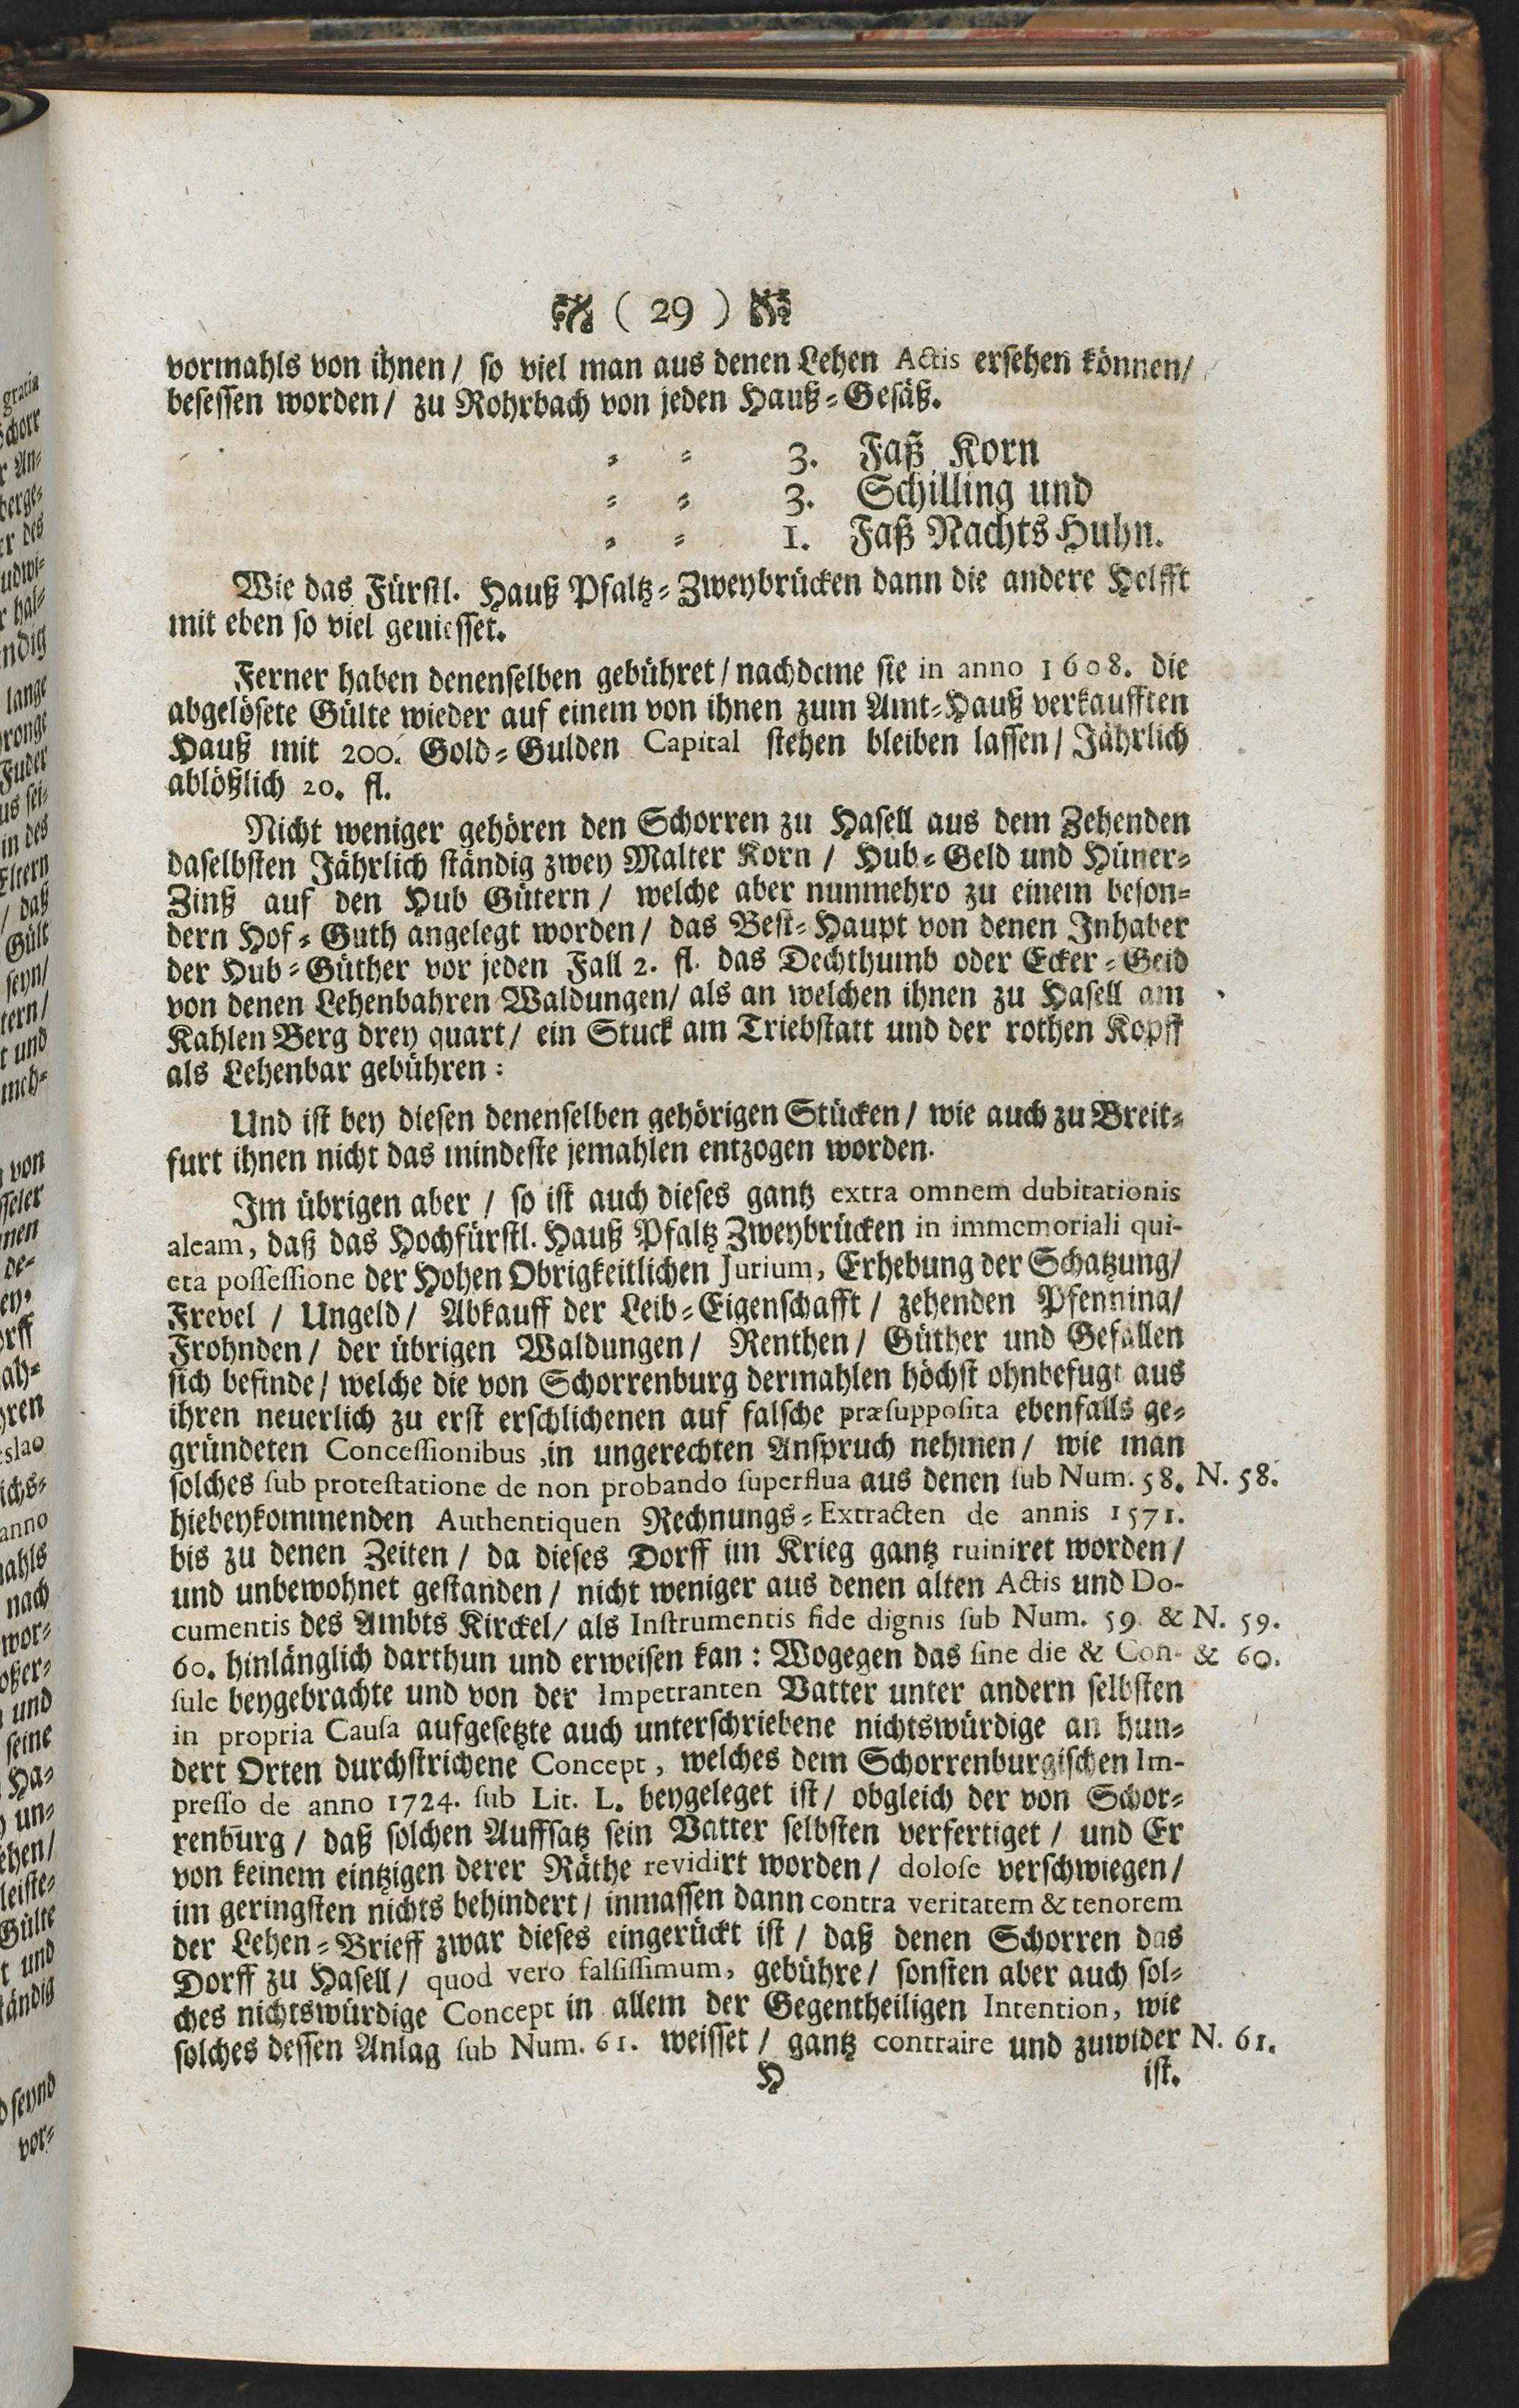 ( 29 )
vormahls von ihnen / so viel man aus denen Lehen Actis ersehen können /
besessen worden / zu Rohrbach von jeden Hauß-Gesäß.
= = 3. Faß Korn
= = 3. Schilling und
= = 1. Faß Nachts Huhn.
Wie das Fürstl. Hauß Pfaltz-Zweybrücken dann die andere Helfft
mit eben so viel geniesset.
Ferner haben denenselben gebühret / nachdeme sie in anno 1608. die
abgelösete Gülte wieder auf einem von ihnen zum Amt-Hauß verkaufften
Hauß mit 200. Gold-Gulden Capital stehen bleiben lassen / Jährlich
ablößlich 20. fl.
Nicht weniger gehören den Schorren zu Hasell aus dem Zehenden
daselbsten Jährlich ständig zwey Malter Korn / Hub-Geld und Hüner-
Zinß auf den Hub Gütern / welche aber nunmehro zu einem beson-
dern Hof-Guth angelegt worden / das Best-Haupt von denen Inhaber
der Hub-Güther vor jeden Fall 2. fl. das Dechthumb oder Ecker-Geld
von denen Lehenbahren Waldungen / als an welchen ihnen zu Hasell am
Kahlen Berg drey quart / ein Stuck am Triebstatt und der rothen Kopff
als Lehenbar gebühren:
Und ist bey diesen denenselben gehörigen Stücken / wie auch zu Breit-
furt ihnen nicht das mindeste jemahlen entzogen worden.
Im übrigen aber / so ist auch dieses gantz extra omnem dubitationis
aleam, daß das Hochfürstl. Hauß Pfaltz Zweybrücken in immemoriali qui-
eta possessione der Hohen Obrigkeitlichen Jurium, Erhebung der Schatzung /
Frevel / Ungeld / Abkauff der Leib-Eigenschafft / zehenden Pfenning /
Frohnden / der übrigen Waldungen / Renthen / Güther und Gefällen
sich befinde / welche die von Schorrenburg dermahlen höchst ohnbefugt aus
ihren neuerlich zu erst erschlichenen auf falsche præsupposita ebenfalls ge-
gründeten Concessionibus, in ungerechten Anspruch nehmen / wie man
solches sub protestatione de non probando superflua aus denen sub Num. 58. N. 58.
hiebeykommenden Authentiquen Rechnungs-Extracten de annis 1571.
bis zu denen Zeiten / da dieses Dorff im Krieg gantz ruiniret worden /
und unbewohnet gestanden / nicht weniger aus denen alten Actis und Do-
cumentis des Ambts Kirckel / als Instrumentis fide dignis sub Num. 59. & N. 59.
60. hinlänglich darthun und erweisen kan: Wogegen das sine die & Con- & 60.
sule beygebrachte und von der Impetranten Vatter unter andern selbsten
in propria Causa aufgesetzte auch unterschriebene nichtswürdige an hun-
dert Orten durchstrichene Concept, welches dem Schorrenburgischen Im-
presso de anno 1724. sub Lit. L. beygeleget ist / obgleich der von Schor-
renburg / daß solchen Auffsatz sein Vatter selbsten verfertiget / und Er
von keinem eintzigen derer Räthe revidirt worden / dolose verschwiegen /
im geringsten nichts behindert / inmassen dann contra veritatem & tenorem
der Lehen-Brieff zwar dieses eingerückt ist / daß denen Schorren das
Dorff zu Hasell / quod vero falsissimum, gebühre / sonsten aber auch sol-
ches nichtswürdige Concept in allem der Gegentheiligen Intention, wie
solches dessen Anlag sub Num. 61. weisset / gantz contraire und zuwider N. 61.
H ist.